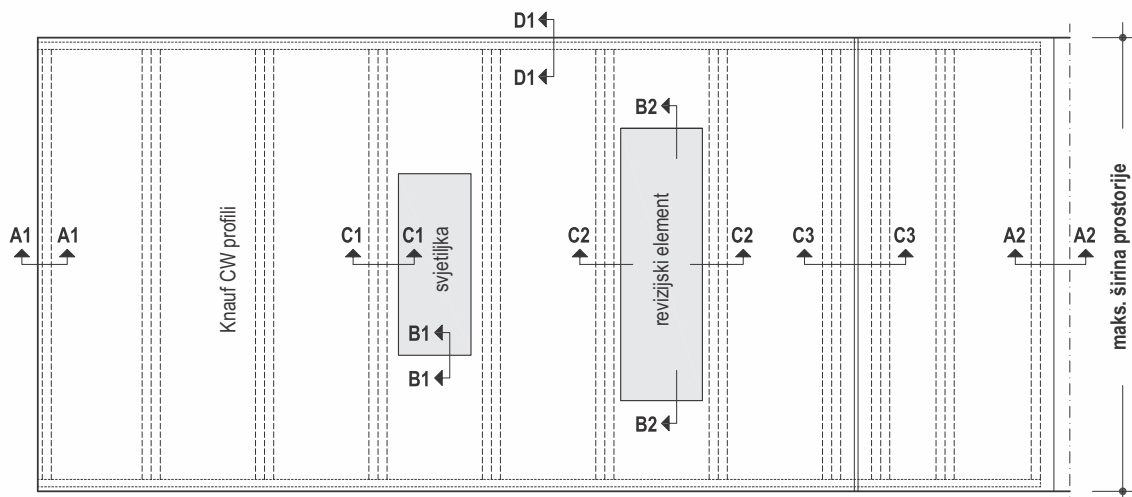 D1
D1
B2
A1
A1
Knauf CW profili
C1
C1
svjetiljka
C2
revizijski element
C2
C3
C3
A2
A2
maks. širina prostorije
B1
B1
B2